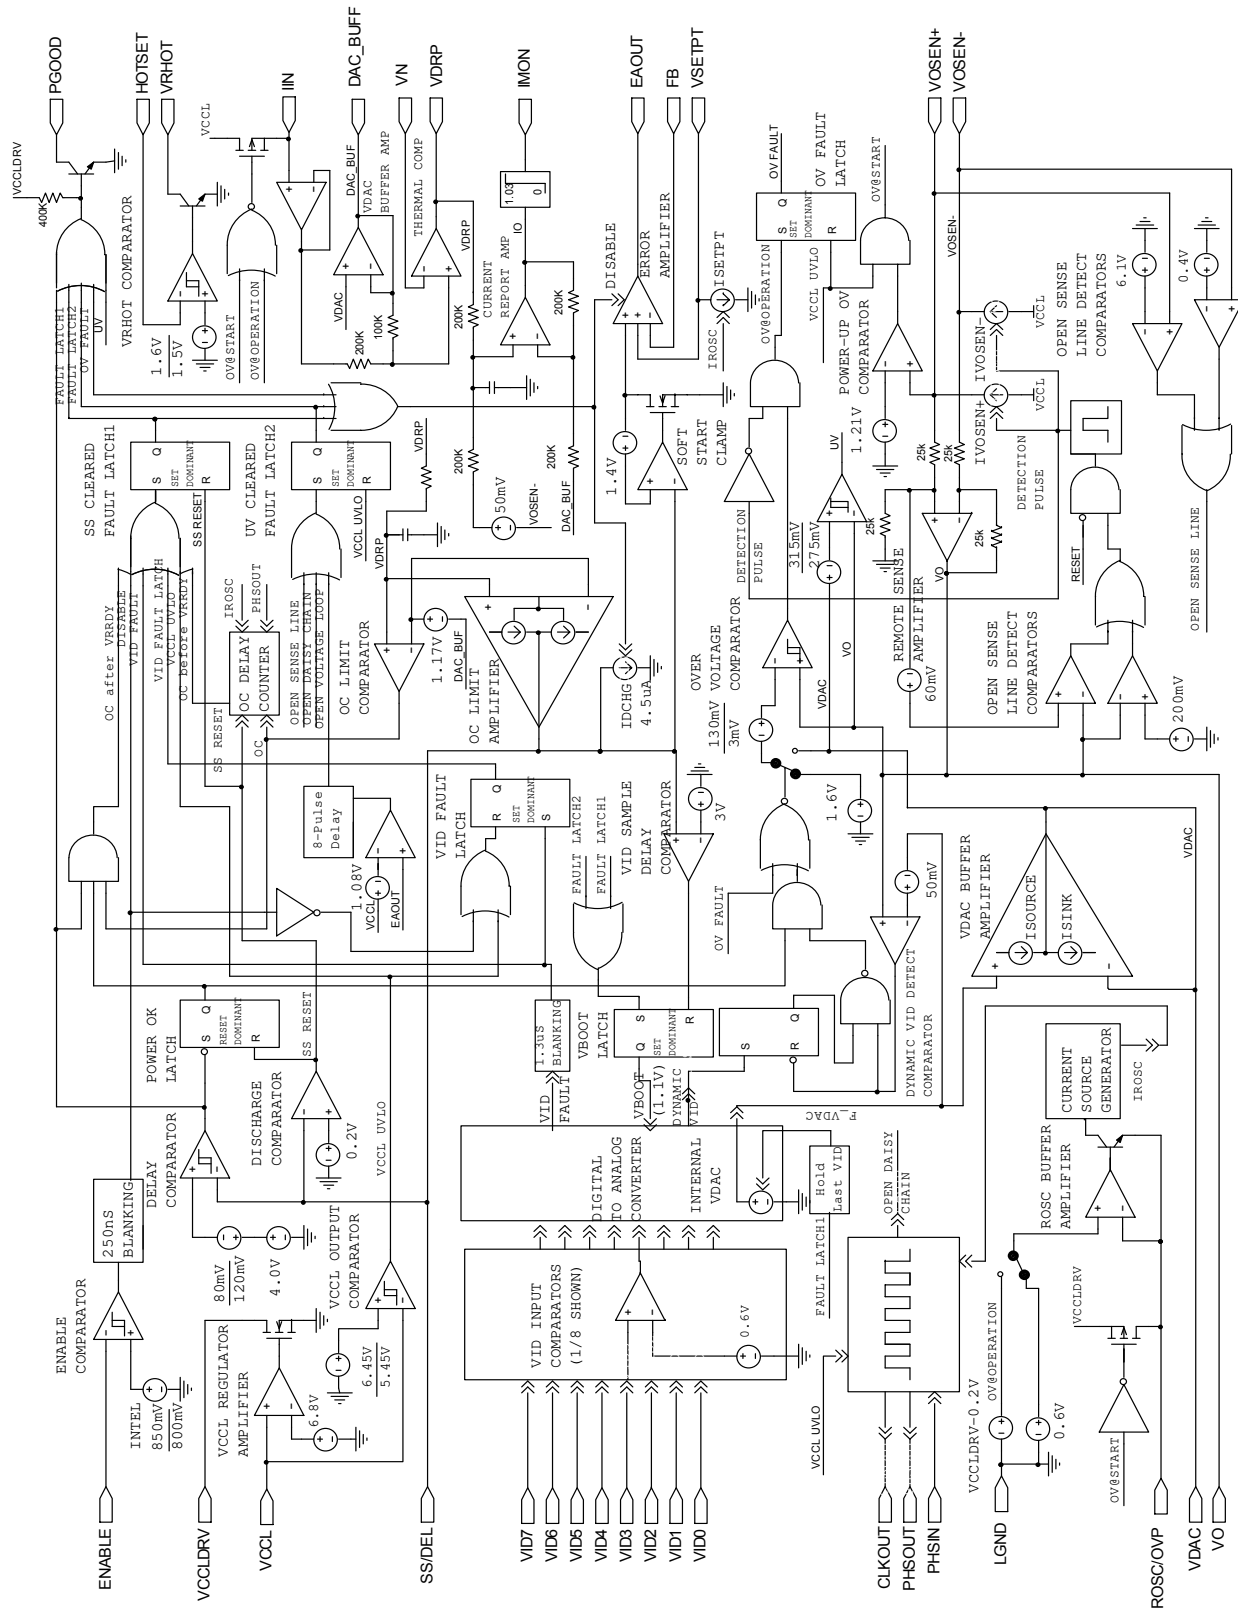 ENABLE
VCCLDRV
VCCL
SS/DEL
VID7
VID6
VID5
VID4
VID3
VID2
VID1
VID0
CLKOUT
PHSOUT
PHSIN
LGND
ROSC/OVP
VDAC
VO
PGOOD
HOTSET
VRHOT
IIN
DAC_BUFF
VN
VDRP
IMON
EAOUT
FB
VSETPT
VOSEN+
VOSEN-
ENABLE
COMPARATOR
INTEL
850mV
800mV
250nS
BLANKING
DELAY
COMPARATOR
80mV
120mV
4.0V
VCCL REGULATOR
AMPLIFIER
6.8V
VCCL OUTPUT
COMPARATOR
6.45V
5.45V
VCCL UVLO
DISCHARGE
COMPARATOR
0.2V
SS RESET
POWER OK
LATCH
S
Q
RESET
DOMINANT
R
VCCLDRV
400K
FAULT LATCH1
FAULT LATCH2
OV FAULT
UV
VRHOT COMPARATOR
1.6V
1.5V
OV@START
OV@OPERATION
VCCL
SS CLEARED
FAULT LATCH1
S
Q
SET
DOMINANT
R
SS RESET
OC after VRRDY
DISABLE
VID FAULT
VID FAULT LATCH
VCCL UVLO
OC before VRRDY
IROSC
PHSOUT
OC DELAY
COUNTER
SS RESET
OC
UV CLEARED
FAULT LATCH2
S
Q
SET
DOMINANT
R
VCCL UVLO
OPEN SENSE LINE
OPEN DAISY CHAIN
OPEN VOLTAGE LOOP
8-Pulse
Delay
VCCL
1.08V
EAOUT
OC LIMIT
COMPARATOR
VDRP
VDRP
1.17V
DAC_BUF
OC LIMIT
AMPLIFIER
VDAC
DAC_BUF
VDAC
BUFFER AMP
200K
100K
THERMAL COMP
VDRP
200K
200K
CURRENT
REPORT AMP
IO
1.03
0
50mV
VOSEN-
200K
200K
DAC_BUF
IDCHG
4.5uA
VID FAULT
LATCH
R
Q
SET
DOMINANT
S
1.3uS
BLANKING
VID
FAULT
FAULT LATCH2
FAULT LATCH1
VBOOT
LATCH
Q
S
SET
DOMINANT
R
VBOOT
(1.1V)
VID SAMPLE
DELAY
COMPARATOR
3V
DISABLE
ERROR
AMPLIFIER
ISETPT
IROSC
1.4V
SOFT
START
CLAMP
DYNAMIC
VID
S
Q
R
DYNAMIC VID DETECT
COMPARATOR
50mV
OV FAULT
1.6V
130mV
3mV
OVER
VOLTAGE
COMPARATOR
VDAC
VO
DETECTION
PULSE
OV@OPERATION
S
Q
SET
DOMINANT
R
OV FAULT
OV FAULT
LATCH
VCCL UVLO
OV@START
POWER-UP OV
COMPARATOR
1.21V
315mV
275mV
UV
REMOTE SENSE
AMPLIFIER
VO
25k
25k
25k
25k
60mV
IVOSEN+
IVOSEN-
VCCL
VCCL
VOSEN-
DETECTION
PULSE
RESET
OPEN SENSE
LINE DETECT
COMPARATORS
200mV
OPEN SENSE
LINE DETECT
COMPARATORS
6.1V
0.4V
OPEN SENSE LINE
VID INPUT
COMPARATORS
(1/8 SHOWN)
0.6V
DIGITAL
TO ANALOG
CONVERTER
INTERNAL
VDAC
F_VDAC
Hold
Last VID
FAULT LATCH1
VDAC BUFFER
AMPLIFIER
ISOURCE
ISINK
VDAC
VCCL UVLO
OPEN DAISY
CHAIN
CURRENT
SOURCE
GENERATOR
IROSC
ROSC BUFFER
AMPLIFIER
VCCLDRV-0.2V
OV@OPERATION
0.6V
VCCLDRV
OV@START